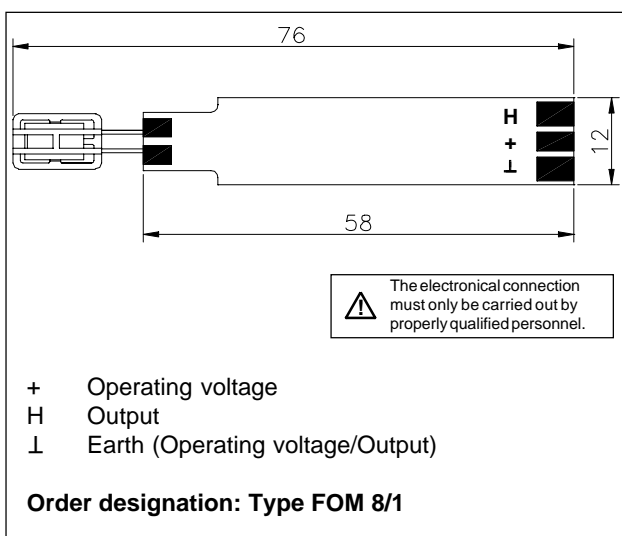 76
H
+
⊥
12
58
The electronical connection
must only be carried out by
properly qualified personnel.
+ Operating voltage
H Output
⊥ Earth (Operating voltage/Output)
Order designation: Type FOM 8/1